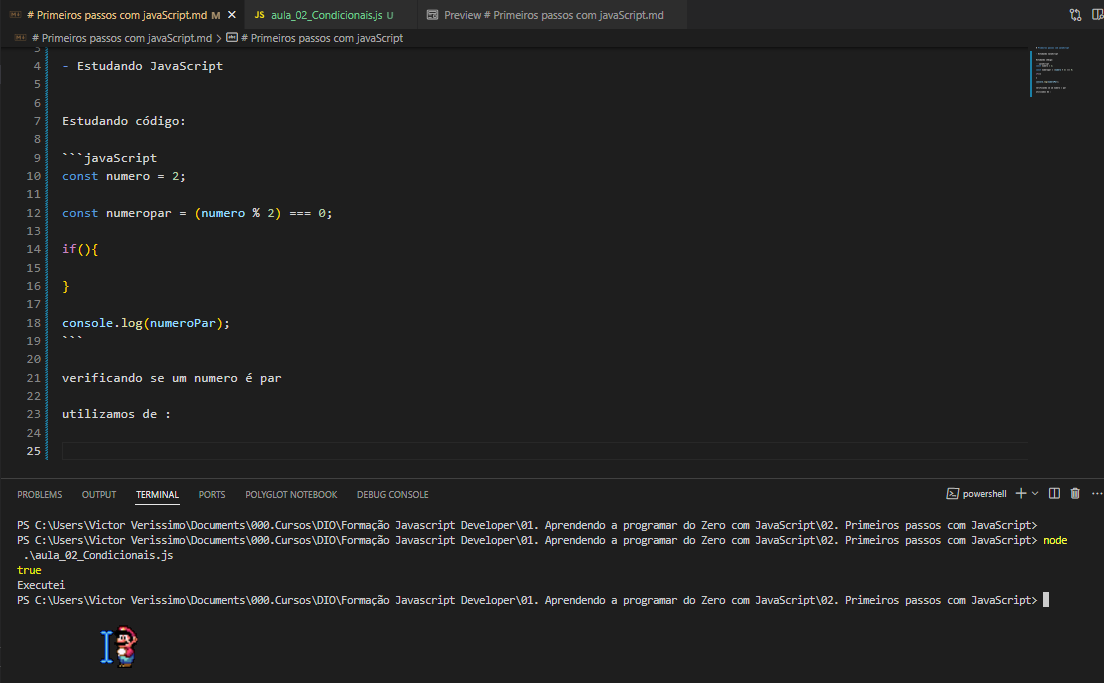 # Primeiros passos com javaScript.md M
JS aula_02_Condicionais.js U
Preview # Primeiros passos com javaScript.md
# Primeiros passos com javaScript.md > # Primeiros passos com javaScript
3
4 - Estudando JavaScript
5
6
7 Estudando código:
8
9 ```javaScript
10 const numero = 2;
11
12 const numeropar = (numero % 2) === 0;
13
14 if(){
15
16 }
17
18 console.log(numeroPar);
19 ```
20
21 verificando se um numero é par
22
23 utilizamos de :
24
25
PROBLEMS OUTPUT TERMINAL PORTS POLYGLOT NOTEBOOK DEBUG CONSOLE
powershell
PS C:\Users\Victor Verissimo\Documents\000.Cursos\DIO\Formação Javascript Developer\01. Aprendendo a programar do Zero com JavaScript\02. Primeiros passos com JavaScript>
PS C:\Users\Victor Verissimo\Documents\000.Cursos\DIO\Formação Javascript Developer\01. Aprendendo a programar do Zero com JavaScript\02. Primeiros passos com JavaScript> node
.\aula_02_Condicionais.js
true
Executei
PS C:\Users\Victor Verissimo\Documents\000.Cursos\DIO\Formação Javascript Developer\01. Aprendendo a programar do Zero com JavaScript\02. Primeiros passos com JavaScript>